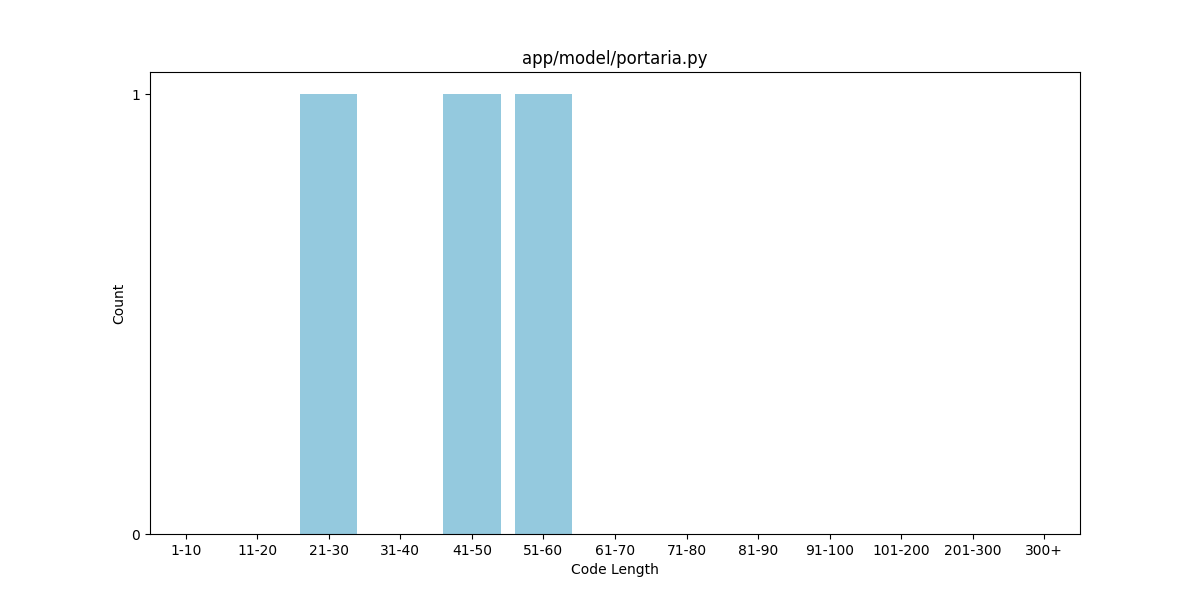 app/model/portaria.py
1
0
Count
1-10 11-20 21-30 31-40 41-50 51-60 61-70 71-80 81-90 91-100 101-200 201-300 300+
Code Length